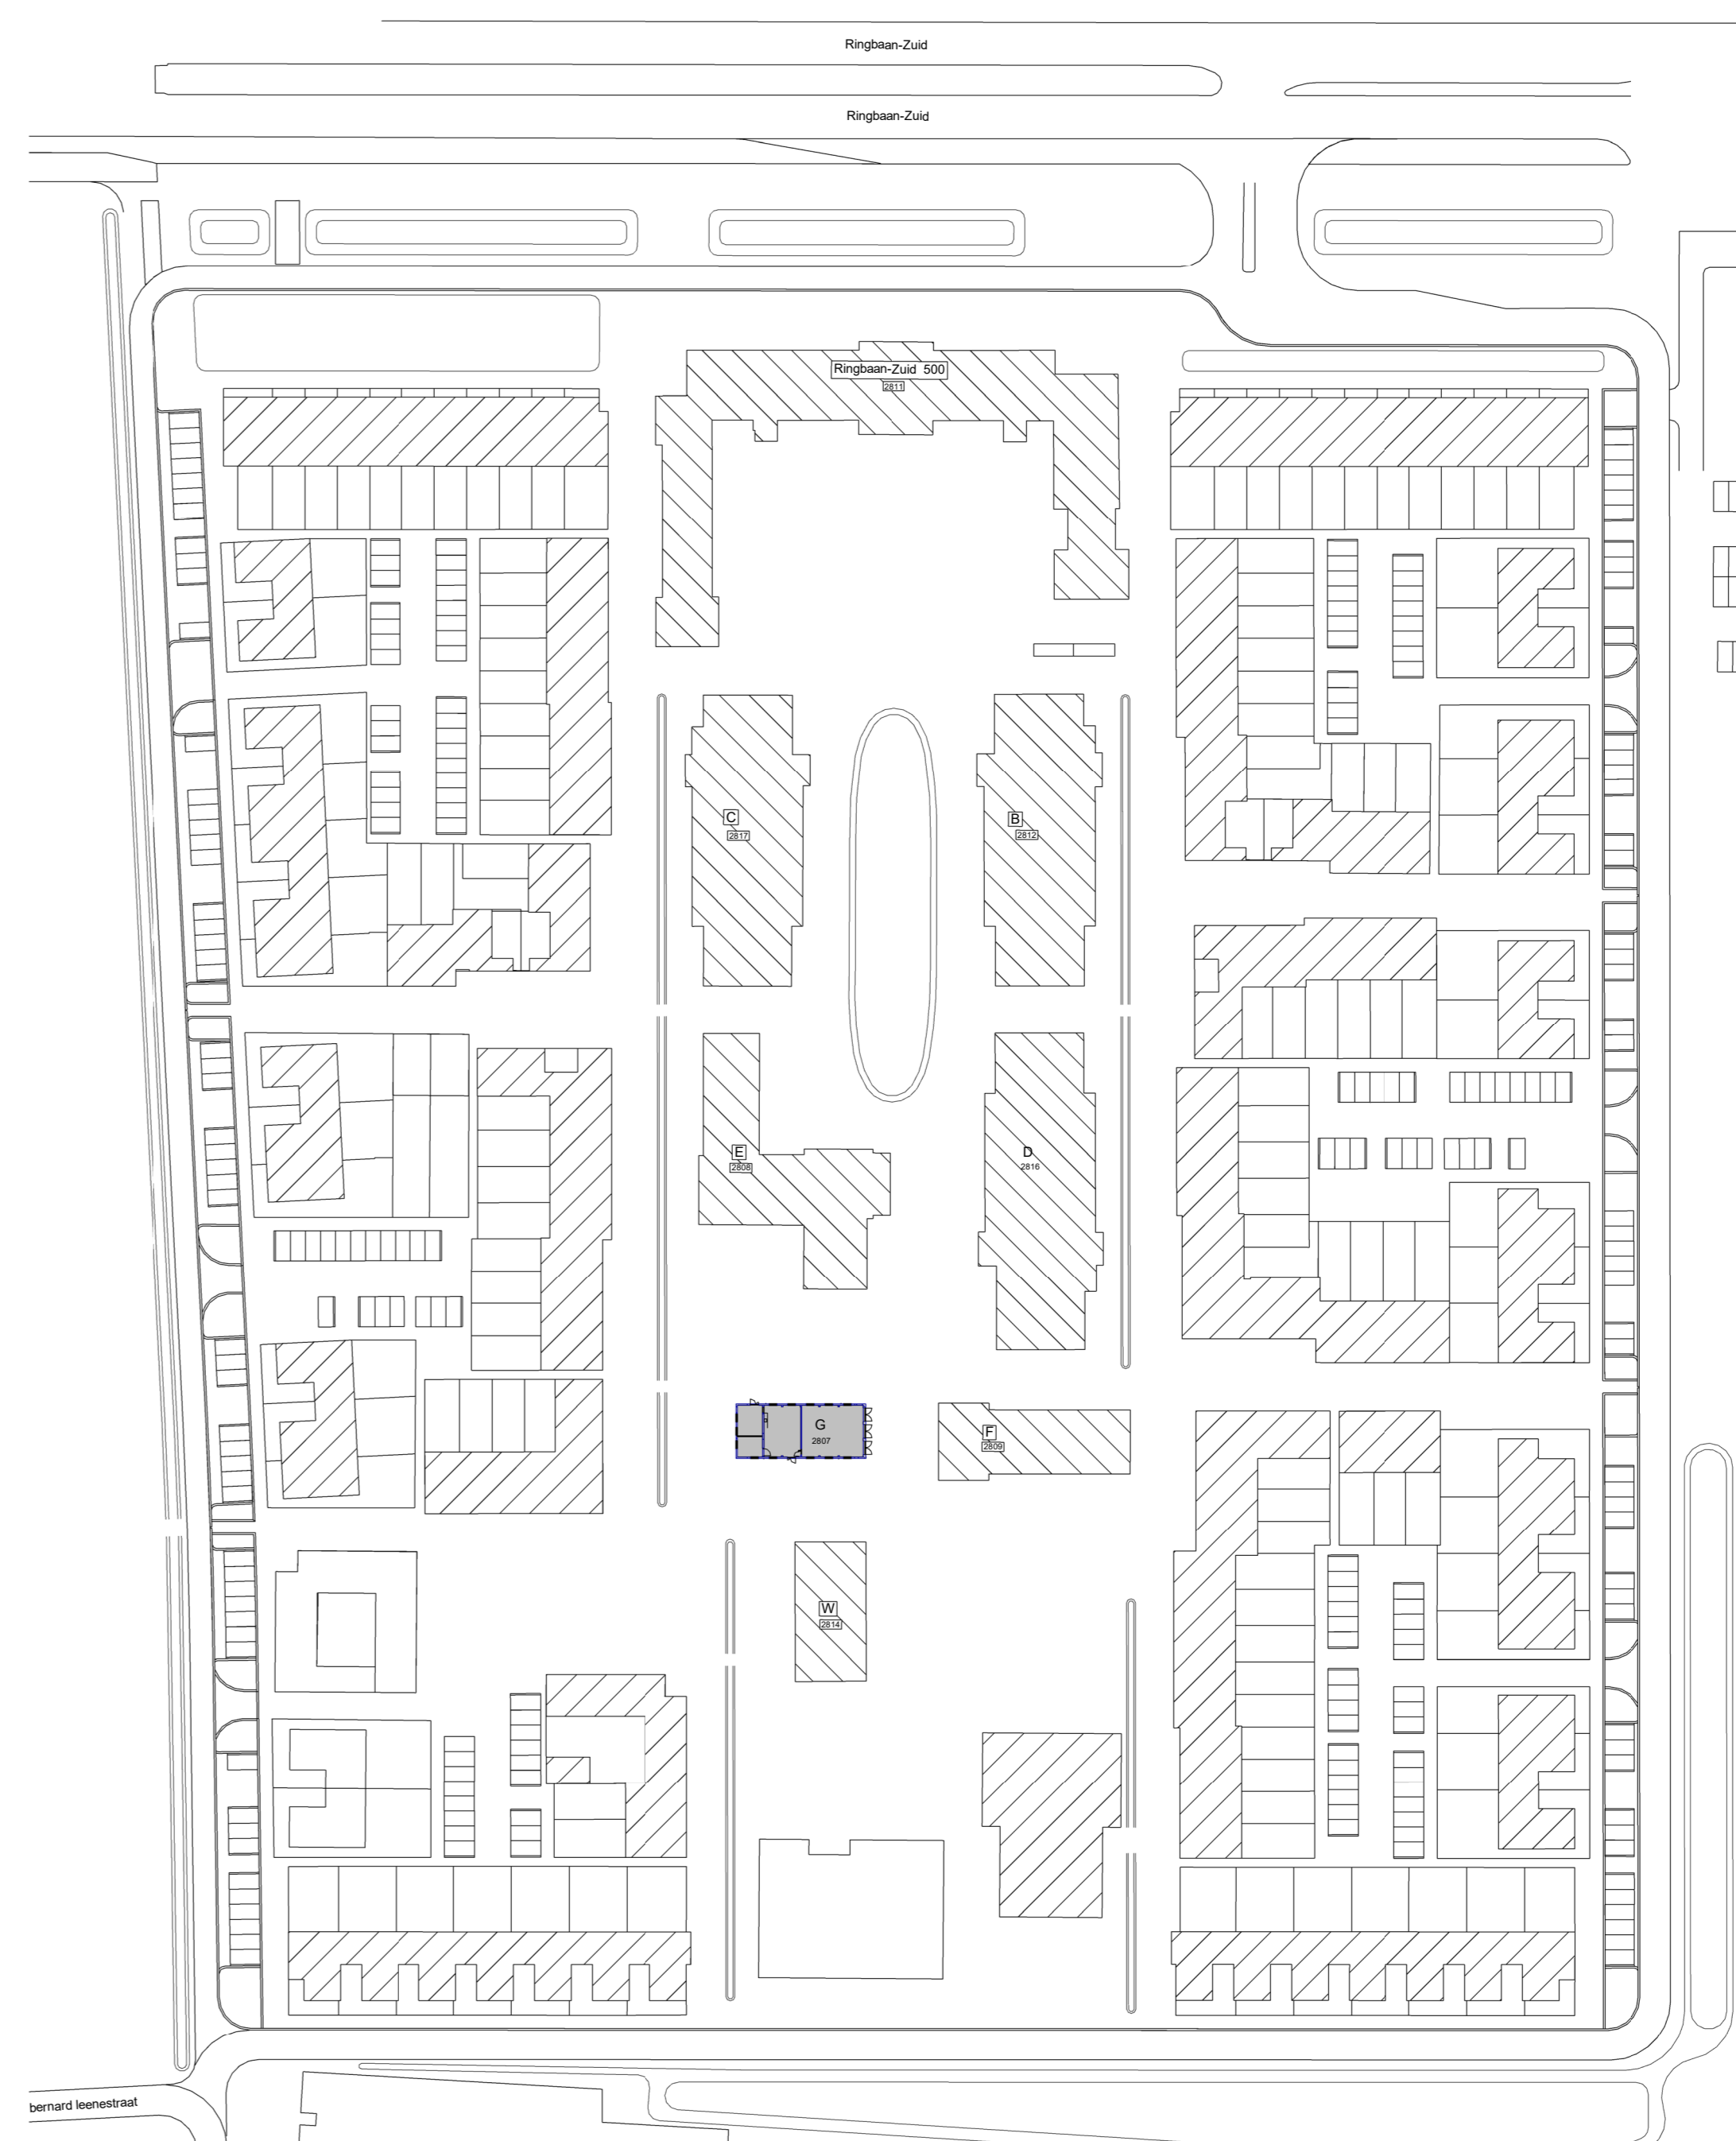 Ringbaan-Zuid
Ringbaan-Zuid
Ringbaan-Zuid 500
2811
C
2817
B
2812
E
2808
D
2816
G
2807
F
2809
W
2814
bernard leenestraat